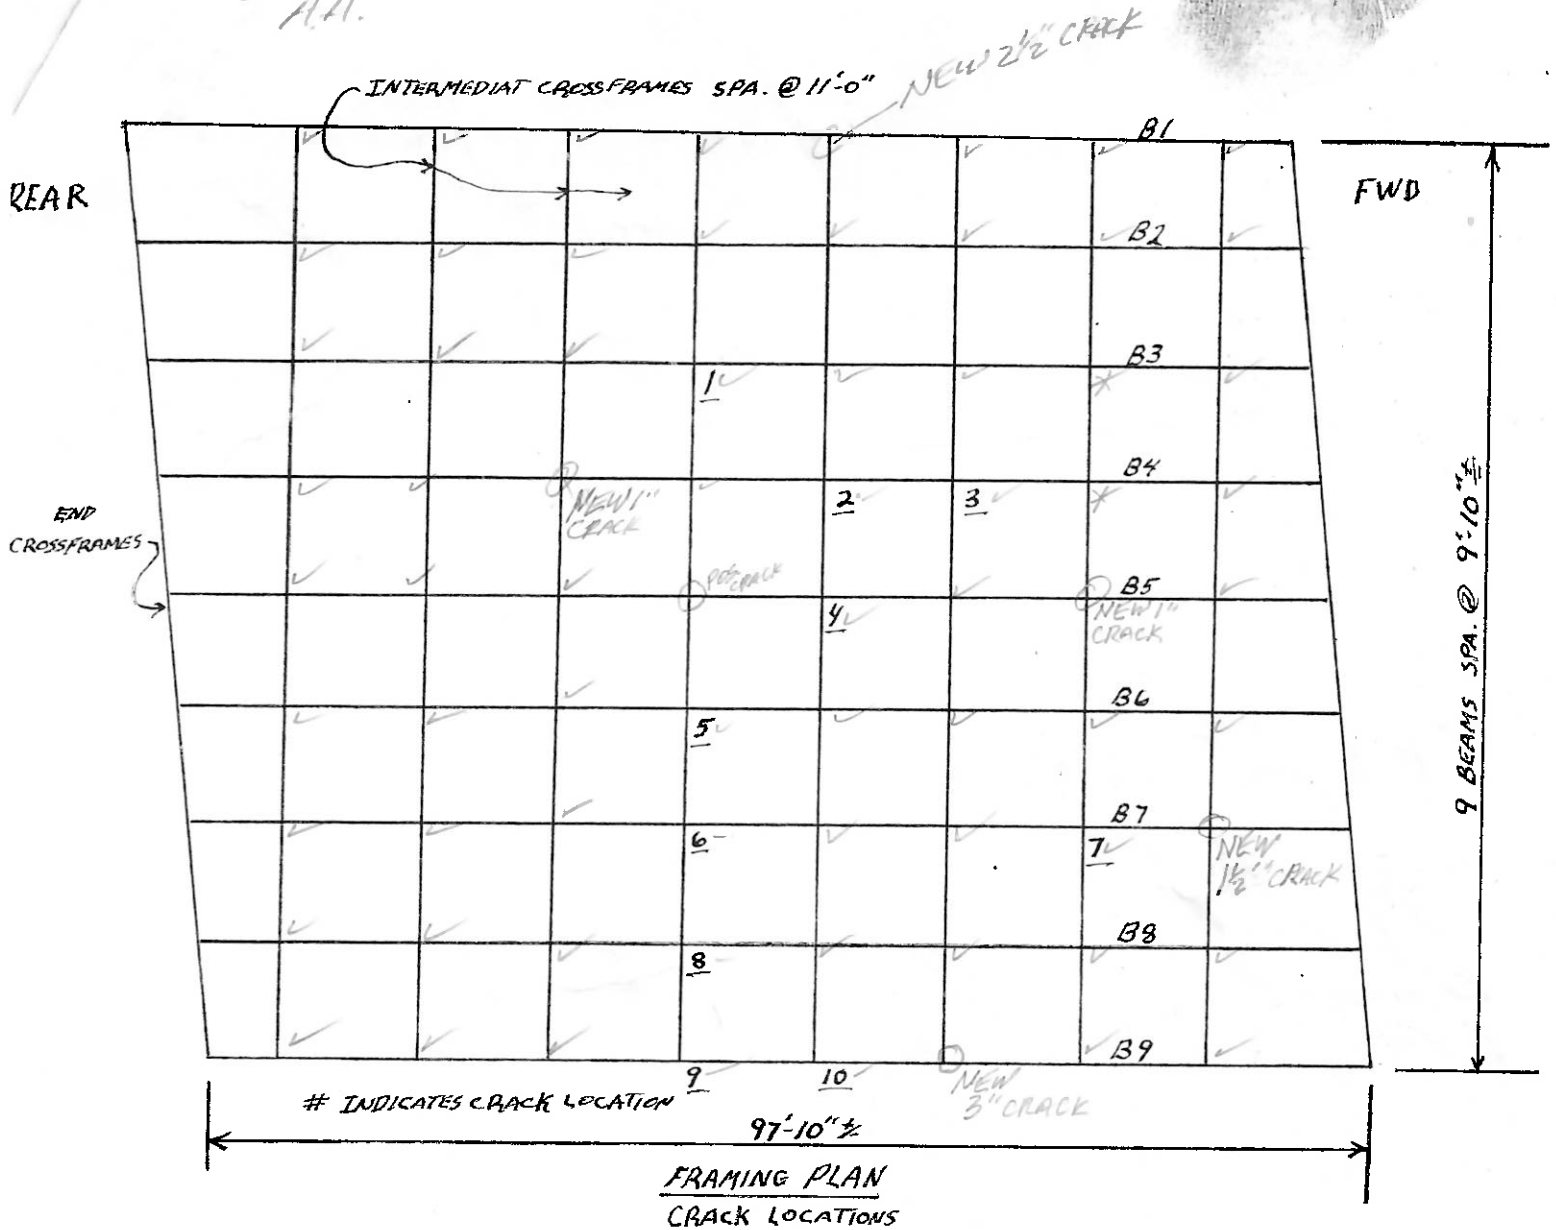 A.A.
NEW 2½" CRACK
INTERMEDIAT CROSSFRAMES SPA. @ 11'-0"
B1
REAR
FWD
B2
B3
1
B4
NEW 1"
CRACK
2
3
END
CROSSFRAMES
9 BEAMS SPA. @ 9'-10"±
CRACK
B5
NEW 1"
CRACK
4
B6
5
B7
6
7
NEW
1½" CRACK
B8
8
B9
9
10
NEW
3" CRACK
# INDICATES CRACK LOCATION
97'-10"±
FRAMING PLAN
CRACK LOCATIONS